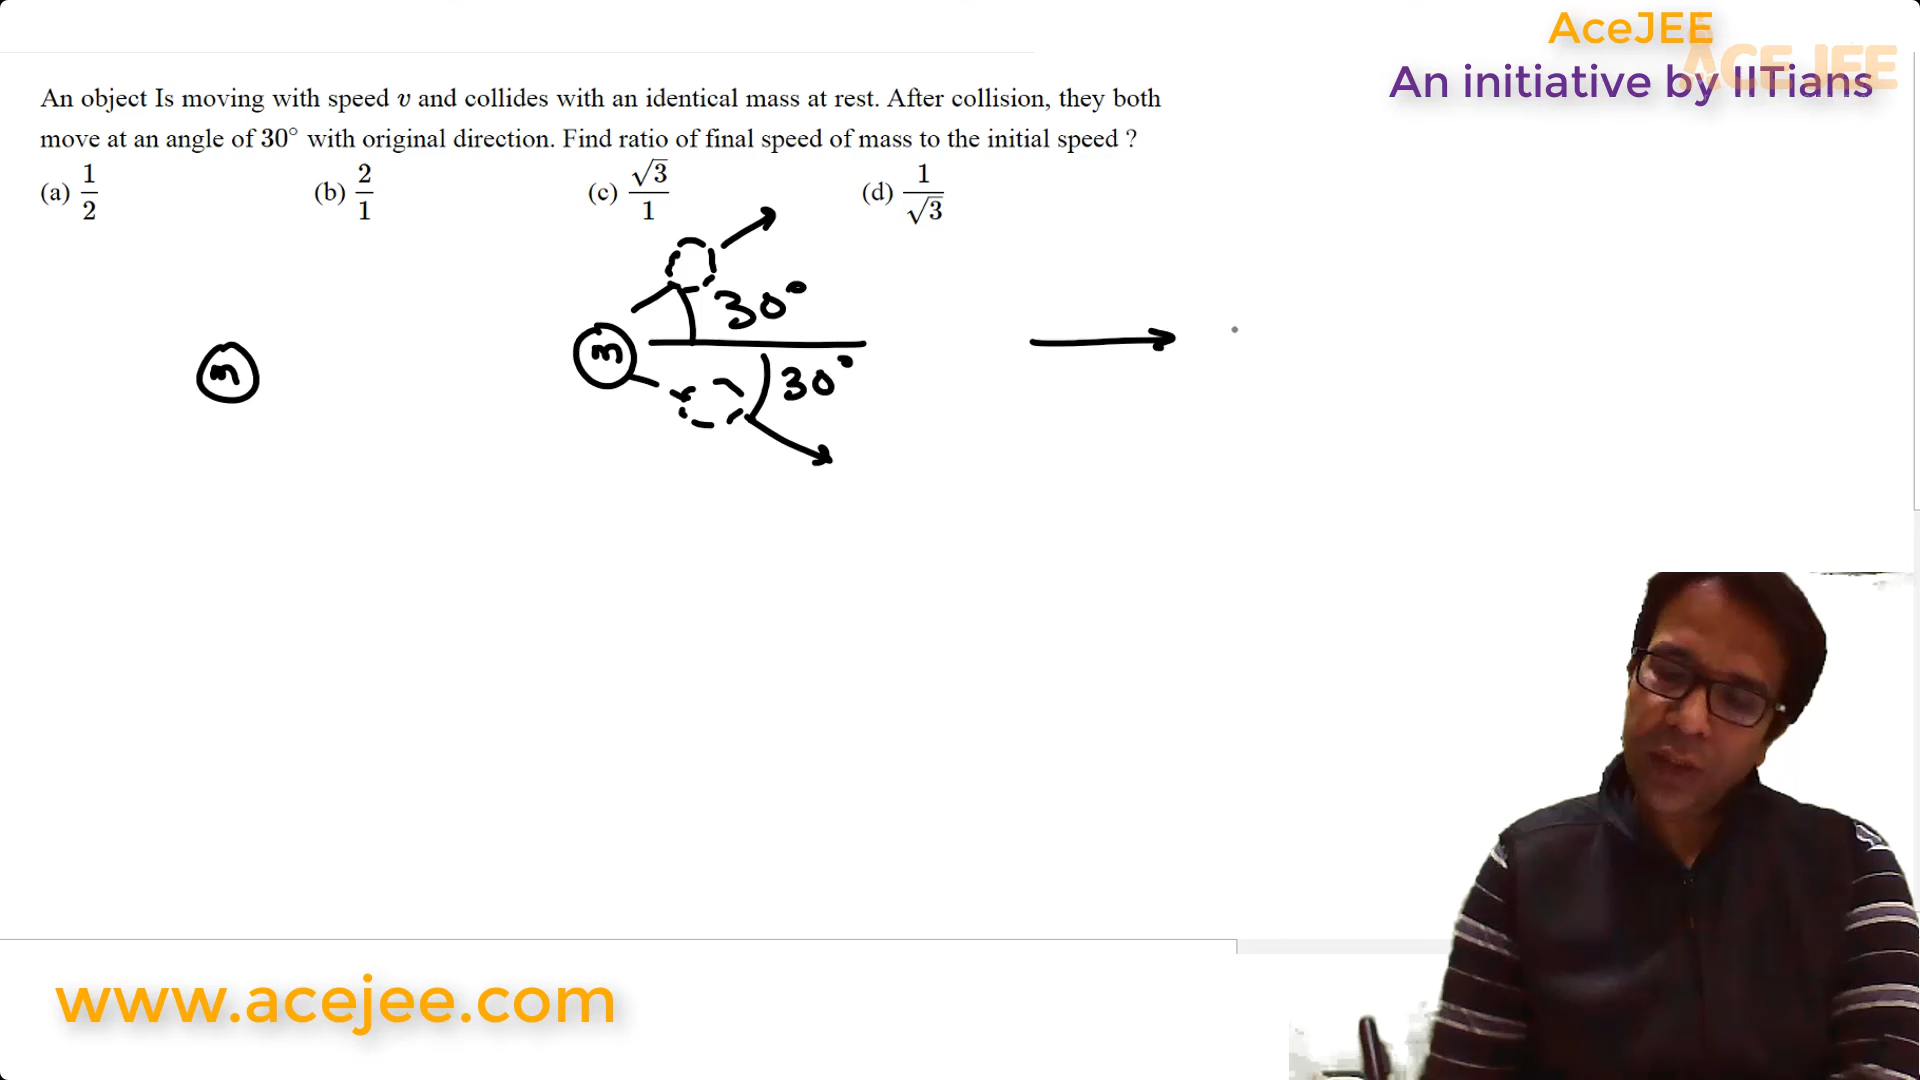 AceJEE
ACE JEE
An initiative by IITians
An object Is moving with speed v and collides with an identical mass at rest. After collision, they both
move at an angle of 30° with original direction. Find ratio of final speed of mass to the initial speed ?
(a) 1/2 (b) 2/1 (c) √3/1 (d) 1/√3
30°
m
m
30°
www.acejee.com